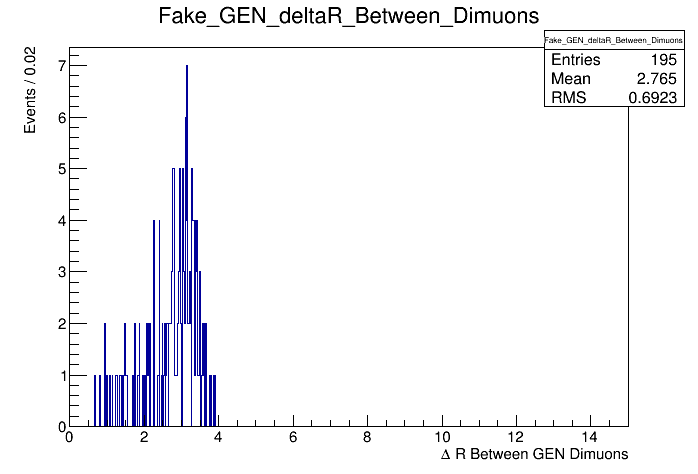 Fake_GEN_deltaR_Between_Dimuons
Fake_GEN_deltaR_Between_Dimuons
Entries 195
Mean 2.765
RMS 0.6923
Events / 0.02
7
6
5
4
3
2
1
0
0 2 4 6 8 10 12 14
Δ R Between GEN Dimuons